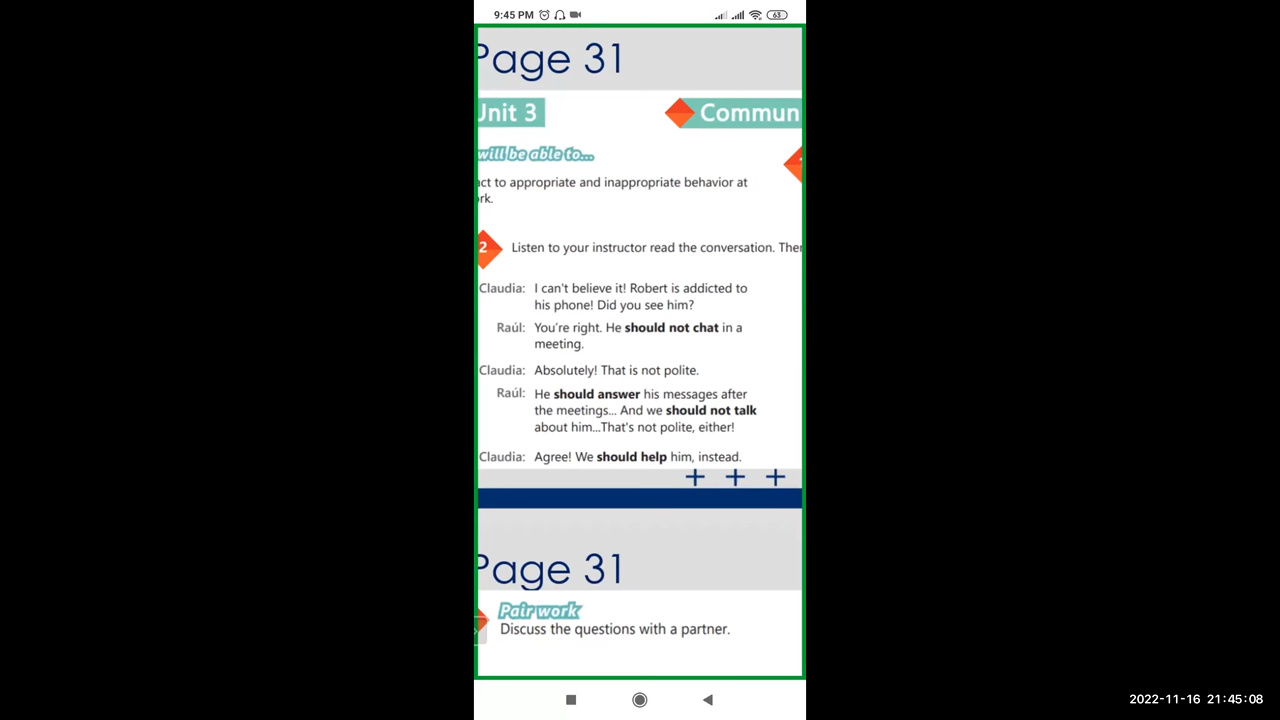 9:45 PM
63
Page 31
Unit 3
Commun
will be able to...
act to appropriate and inappropriate behavior at
ork.
2
Listen to your instructor read the conversation. Ther
Claudia: I can't believe it! Robert is addicted to
his phone! Did you see him?
Raúl: You're right. He should not chat in a
meeting.
Claudia: Absolutely! That is not polite.
Raúl: He should answer his messages after
the meetings... And we should not talk
about him...That's not polite, either!
Claudia: Agree! We should help him, instead.
+ + +
Page 31
Pair work
Discuss the questions with a partner.
2022-11-16 21:45:08